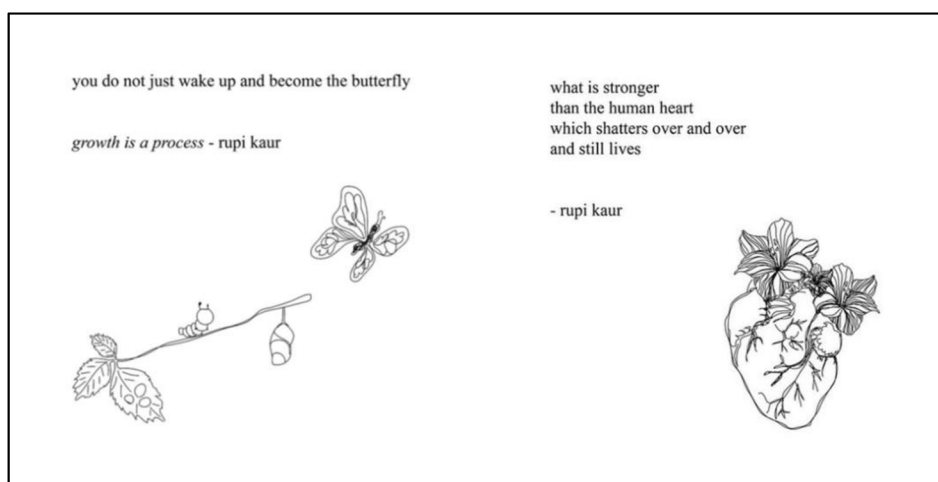 you do not just wake up and become the butterfly
growth is a process - rupi kaur
what is stronger
than the human heart
which shatters over and over
and still lives
- rupi kaur